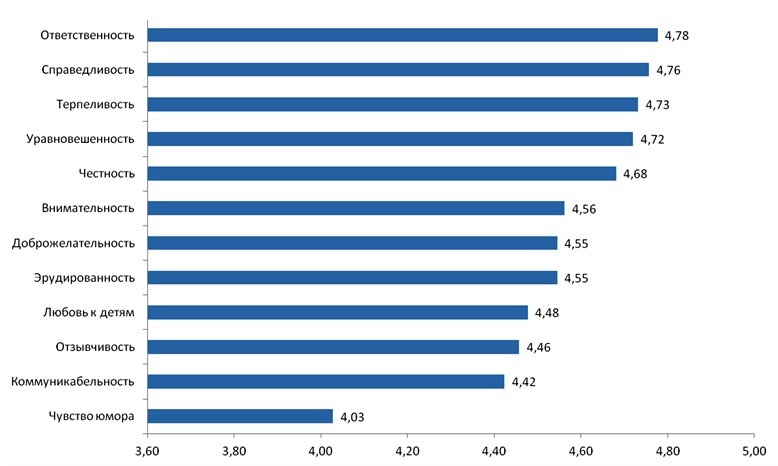 Ответственность 4,78
Справедливость 4,76
Терпеливость 4,73
Уравновешенность 4,72
Честность 4,68
Внимательность 4,56
Доброжелательность 4,55
Эрудированность 4,55
Любовь к детям 4,48
Отзывчивость 4,46
Коммуникабельность 4,42
Чувство юмора 4,03
3,60 3,80 4,00 4,20 4,40 4,60 4,80 5,00